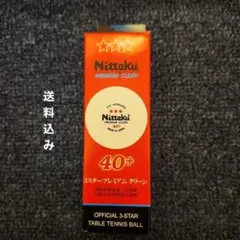 送料込み
Nittaku
PREMIUM CLEAN
Nittaku
40+
40+
3スタープレミアム クリーン
OFFICIAL 3-STAR
TABLE TENNIS BALL